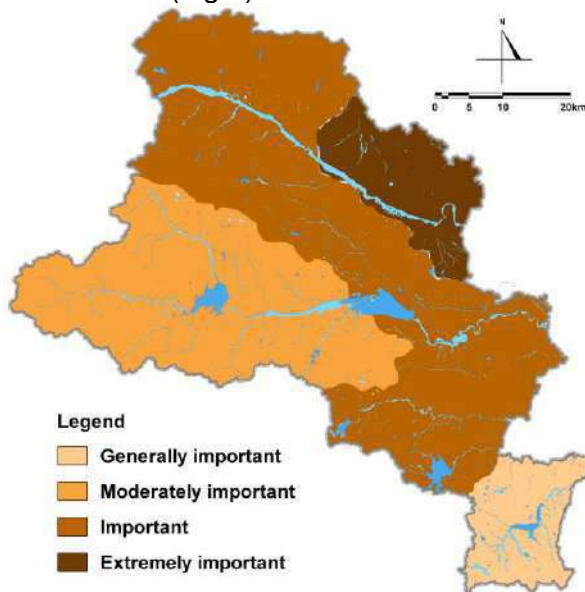 N
0 5 10 20km
Legend
Generally important
Moderately important
Important
Extremely important